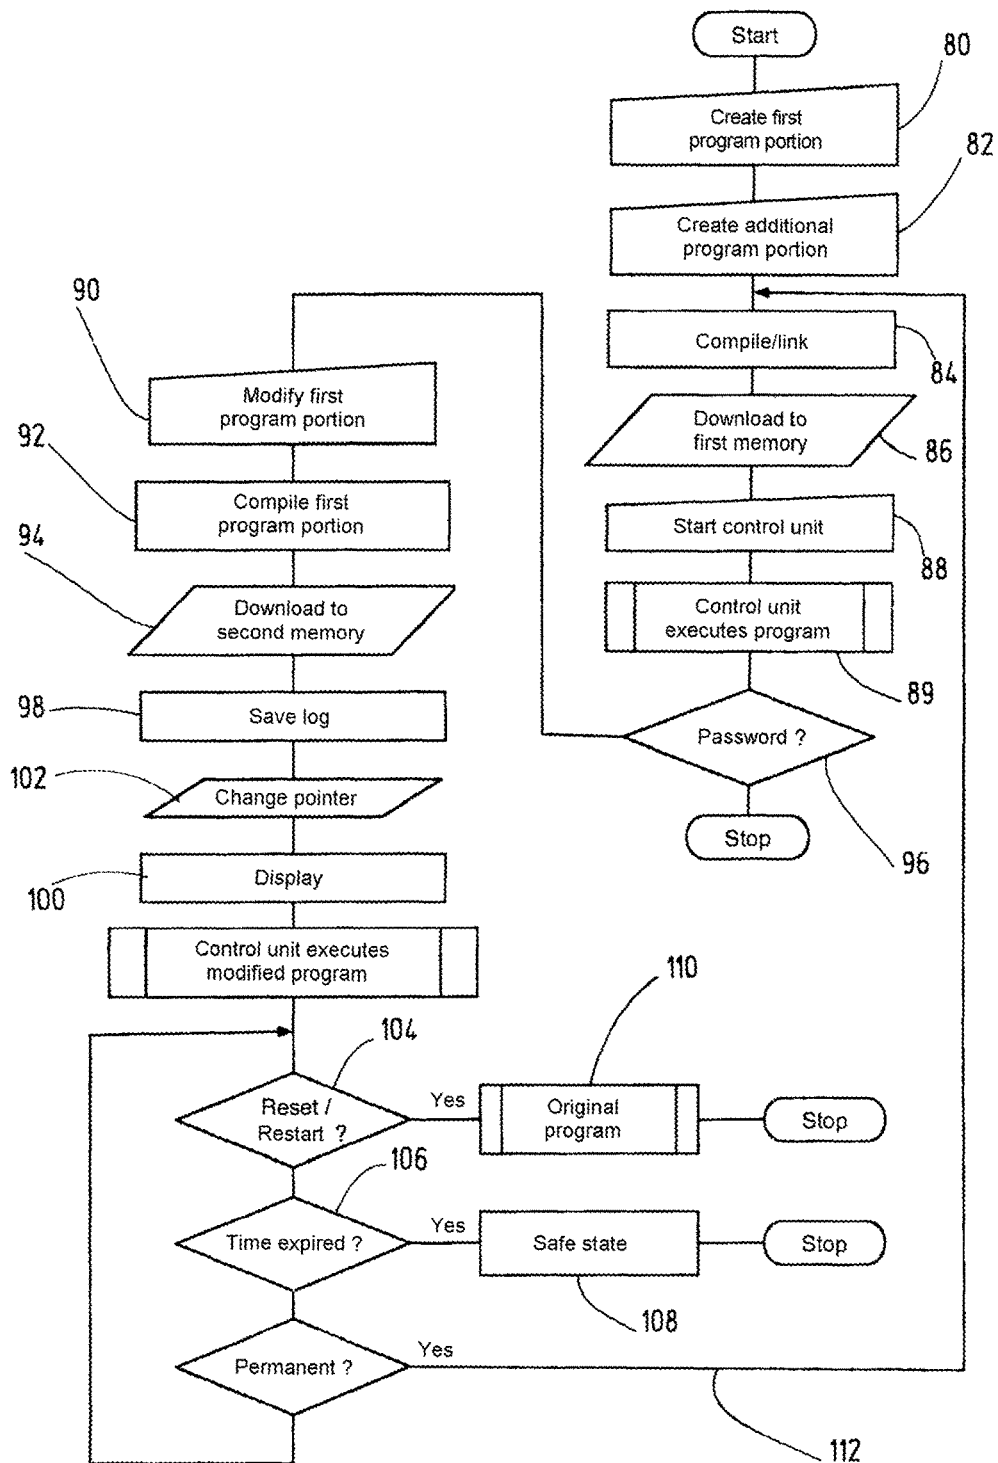 Start
80
Create first
program portion
82
Create additional
program portion
Compile/link
84
Download to
first memory
86
Start control unit
88
Control unit
executes program
89
Password ?
96
Stop
90
Modify first
program portion
92
Compile first
program portion
94
Download to
second memory
98
Save log
102
Change pointer
100
Display
Control unit executes
modified program
104
Reset /
Restart ?
Yes
110
Original
program
Stop
106
Time expired ?
Yes
Safe state
108
Stop
Permanent ?
Yes
112